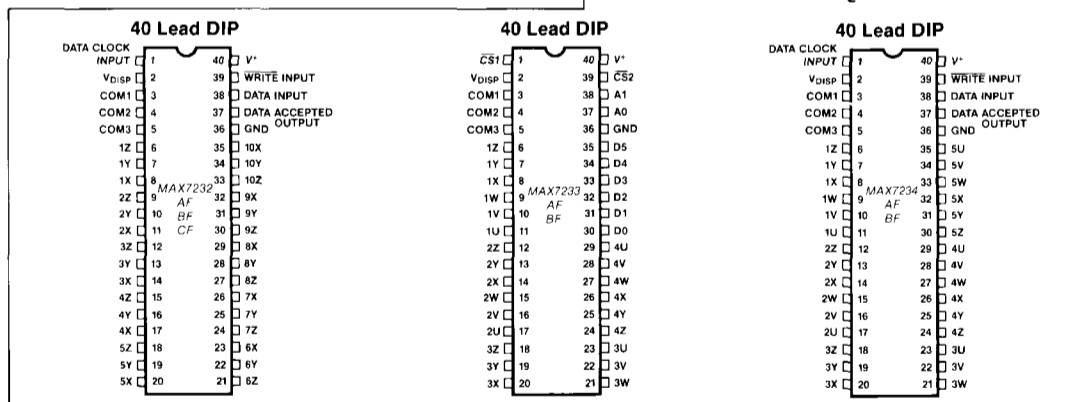 40 Lead DIP
DATA CLOCK
INPUT 1 40 V+
VDISP 2 39 WRITE INPUT
COM1 3 38 DATA INPUT
COM2 4 37 DATA ACCEPTED
OUTPUT
COM3 5 36 GND
1Z 6 35 10X
1Y 7 34 10Y
1X 8 33 10Z
MAX7232
2Z 9 32 9X
AF
2Y 10 31 9Y
BF
2X 11 30 9Z
CF
3Z 12 29 8X
3Y 13 28 8Y
3X 14 27 8Z
4Z 15 26 7X
4Y 16 25 7Y
4X 17 24 7Z
5Z 18 23 6X
5Y 19 22 6Y
5X 20 21 6Z
40 Lead DIP
CS1 1 40 V+
VDISP 2 39 CS2
COM1 3 38 A1
COM2 4 37 A0
COM3 5 36 GND
1Z 6 35 D5
1Y 7 34 D4
1X 8 33 D3
MAX7233
1W 9 32 D2
AF
1V 10 31 D1
BF
1U 11 30 D0
2Z 12 29 4U
2Y 13 28 4V
2X 14 27 4W
2W 15 26 4X
2V 16 25 4Y
2U 17 24 4Z
3Z 18 23 3U
3Y 19 22 3V
3X 20 21 3W
40 Lead DIP
DATA CLOCK
INPUT 1 40 V+
VDISP 2 39 WRITE INPUT
COM1 3 38 DATA INPUT
COM2 4 37 DATA ACCEPTED
OUTPUT
COM3 5 36 GND
1Z 6 35 5U
1Y 7 34 5V
1X 8 33 5W
MAX7234
1W 9 32 5X
AF
1V 10 31 5Y
BF
1U 11 30 5Z
2Z 12 29 4U
2Y 13 28 4V
2X 14 27 4W
2W 15 26 4X
2V 16 25 4Y
2U 17 24 4Z
3Z 18 23 3U
3Y 19 22 3V
3X 20 21 3W